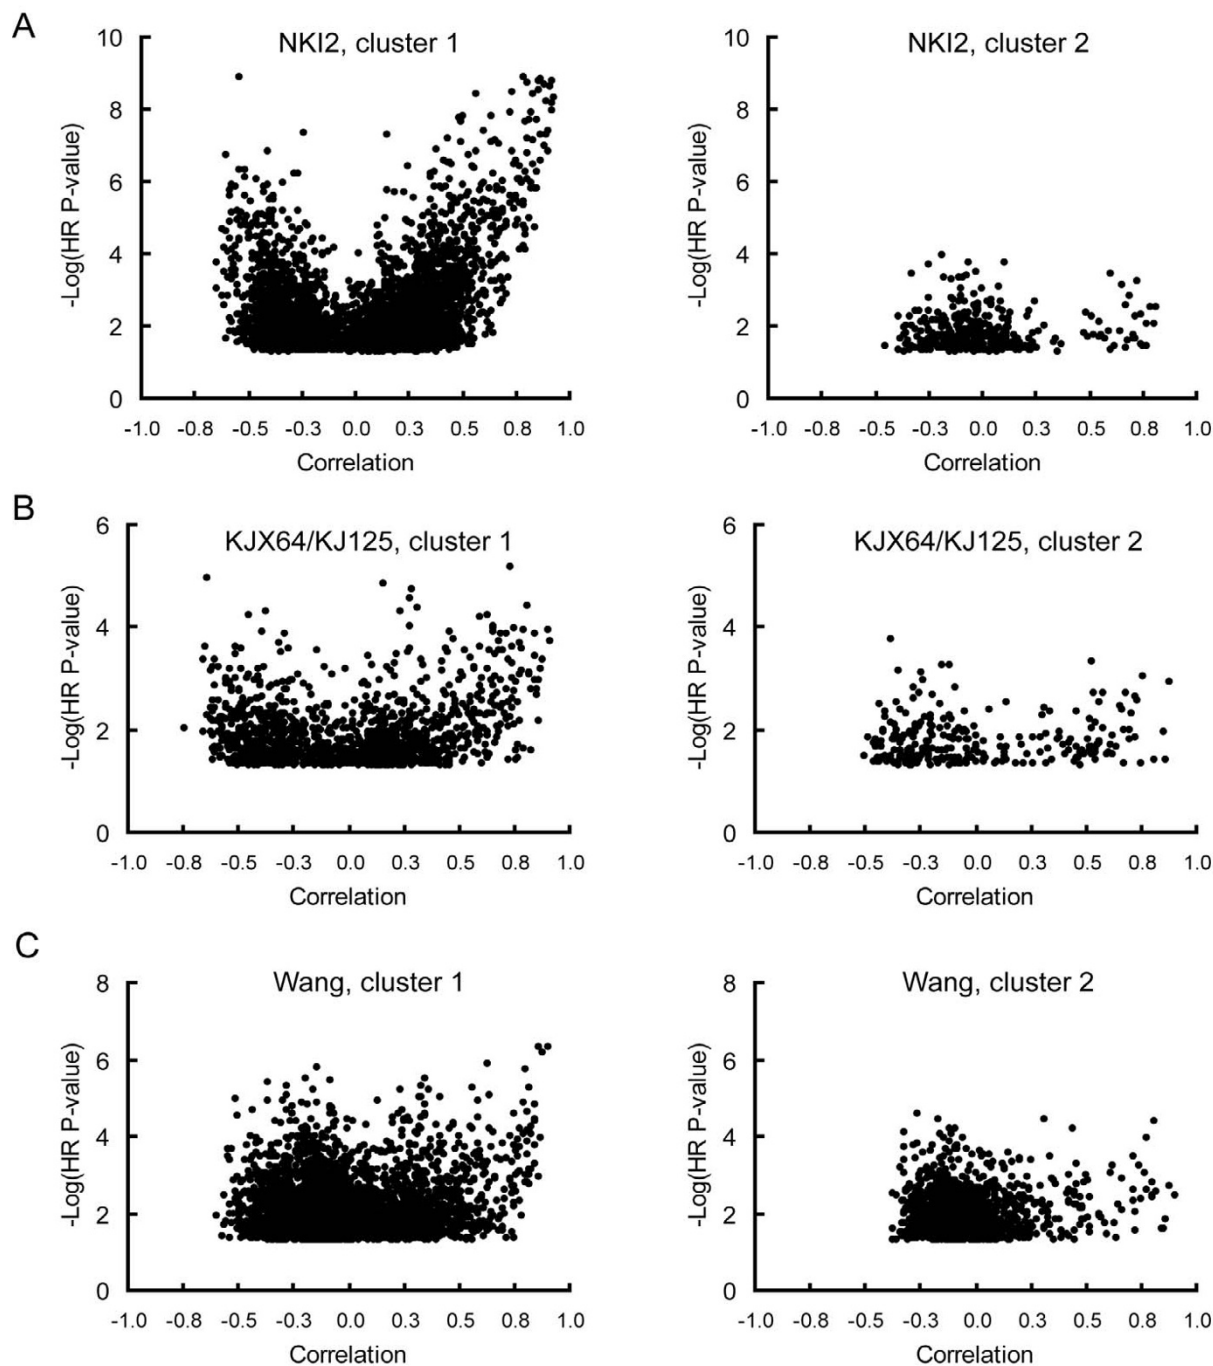 A
NKI2, cluster 1
10
8
6
4
2
0
-Log(HR P-value)
-1.0 -0.8 -0.5 -0.3 0.0 0.3 0.5 0.8 1.0
Correlation
NKI2, cluster 2
10
8
6
4
2
0
-Log(HR P-value)
-1.0 -0.8 -0.5 -0.3 0.0 0.3 0.5 0.8 1.0
Correlation
B
KJX64/KJ125, cluster 1
6
4
2
0
-Log(HR P-value)
-1.0 -0.8 -0.5 -0.3 0.0 0.3 0.5 0.8 1.0
Correlation
KJX64/KJ125, cluster 2
6
4
2
0
-Log(HR P-value)
-1.0 -0.8 -0.5 -0.3 0.0 0.3 0.5 0.8 1.0
Correlation
C
Wang, cluster 1
8
6
4
2
0
-Log(HR P-value)
-1.0 -0.8 -0.5 -0.3 0.0 0.3 0.5 0.8 1.0
Correlation
Wang, cluster 2
8
6
4
2
0
-Log(HR P-value)
-1.0 -0.8 -0.5 -0.3 0.0 0.3 0.5 0.8 1.0
Correlation